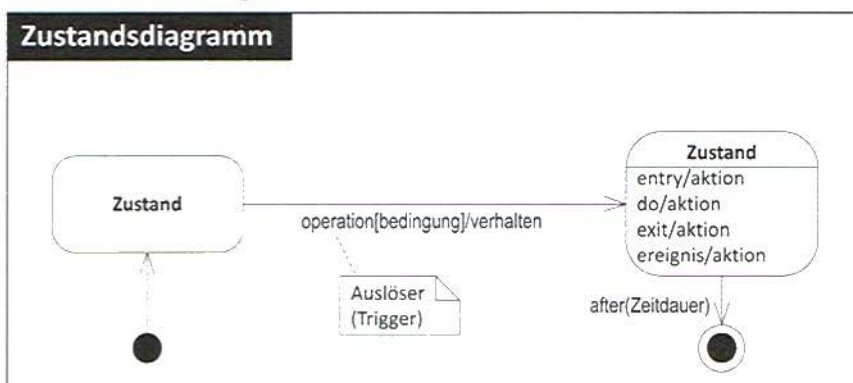 Zustandsdiagramm
Zustand
operation[bedingung]/verhalten
Auslöser
(Trigger)
Zustand
entry/aktion
do/aktion
exit/aktion
ereignis/aktion
after(Zeitdauer)